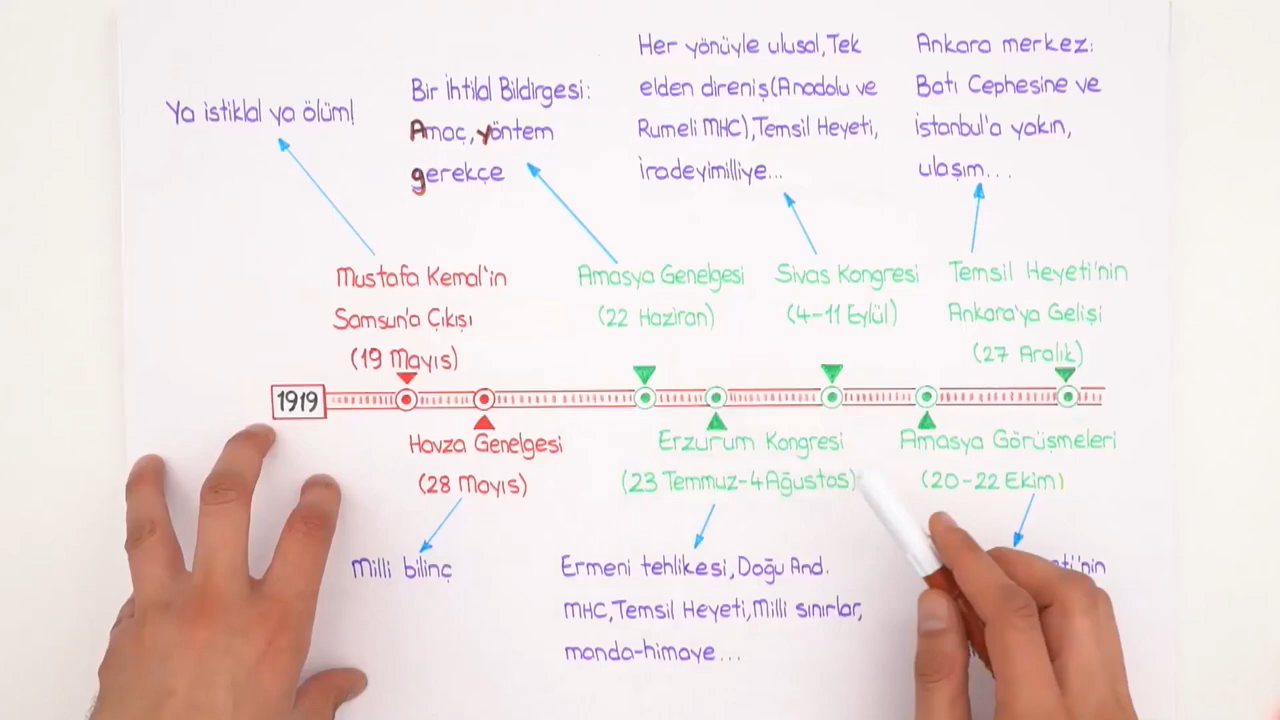 Ya istiklal ya ölüm!
Bir İhtilal Bildirgesi:
Amaç, yöntem
gerekçe
Her yönüyle ulusal, Tek
elden direniş(Anadolu ve
Rumeli MHC), Temsil Heyeti,
İradeyimilliye...
Ankara merkez:
Batı Cephesine ve
İstanbul'a yakın,
ulaşım...
Mustafa Kemal'in
Samsun'a Çıkışı
(19 Mayıs)
Amasya Genelgesi
(22 Haziran)
Sivas Kongresi
(4-11 Eylül)
Temsil Heyeti'nin
Ankara'ya Gelişi
(27 Aralık)
1919
Havza Genelgesi
(28 Mayıs)
Erzurum Kongresi
(23 Temmuz-4 Ağustos)
Amasya Görüşmeleri
(20-22 Ekim)
Milli bilinç
Ermeni tehlikesi, Doğu And.
MHC, Temsil Heyeti, Milli sınırlar,
manda-himaye...